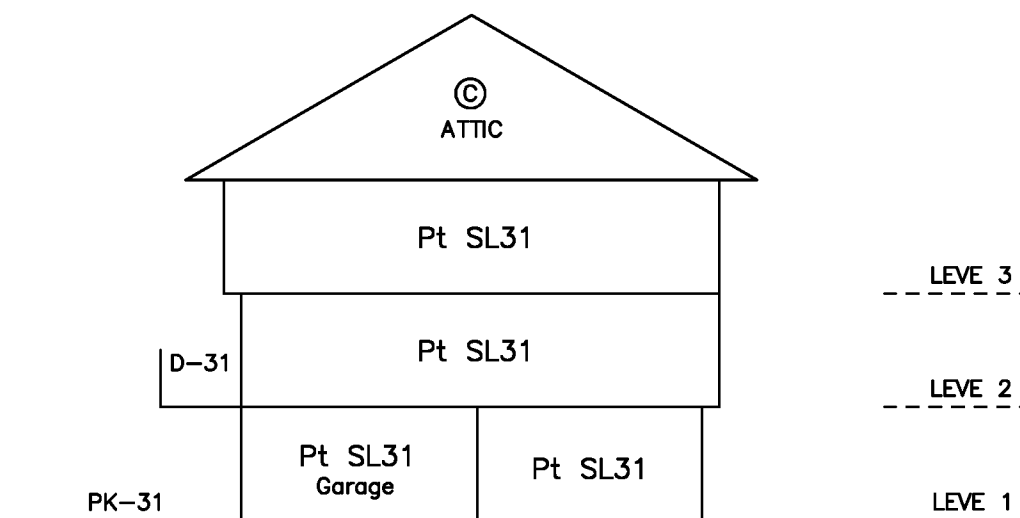 ©
ATTIC
Pt SL31
LEVE 3
Pt SL31
D-31
LEVE 2
Pt SL31
Garage
Pt SL31
PK-31
LEVE 1